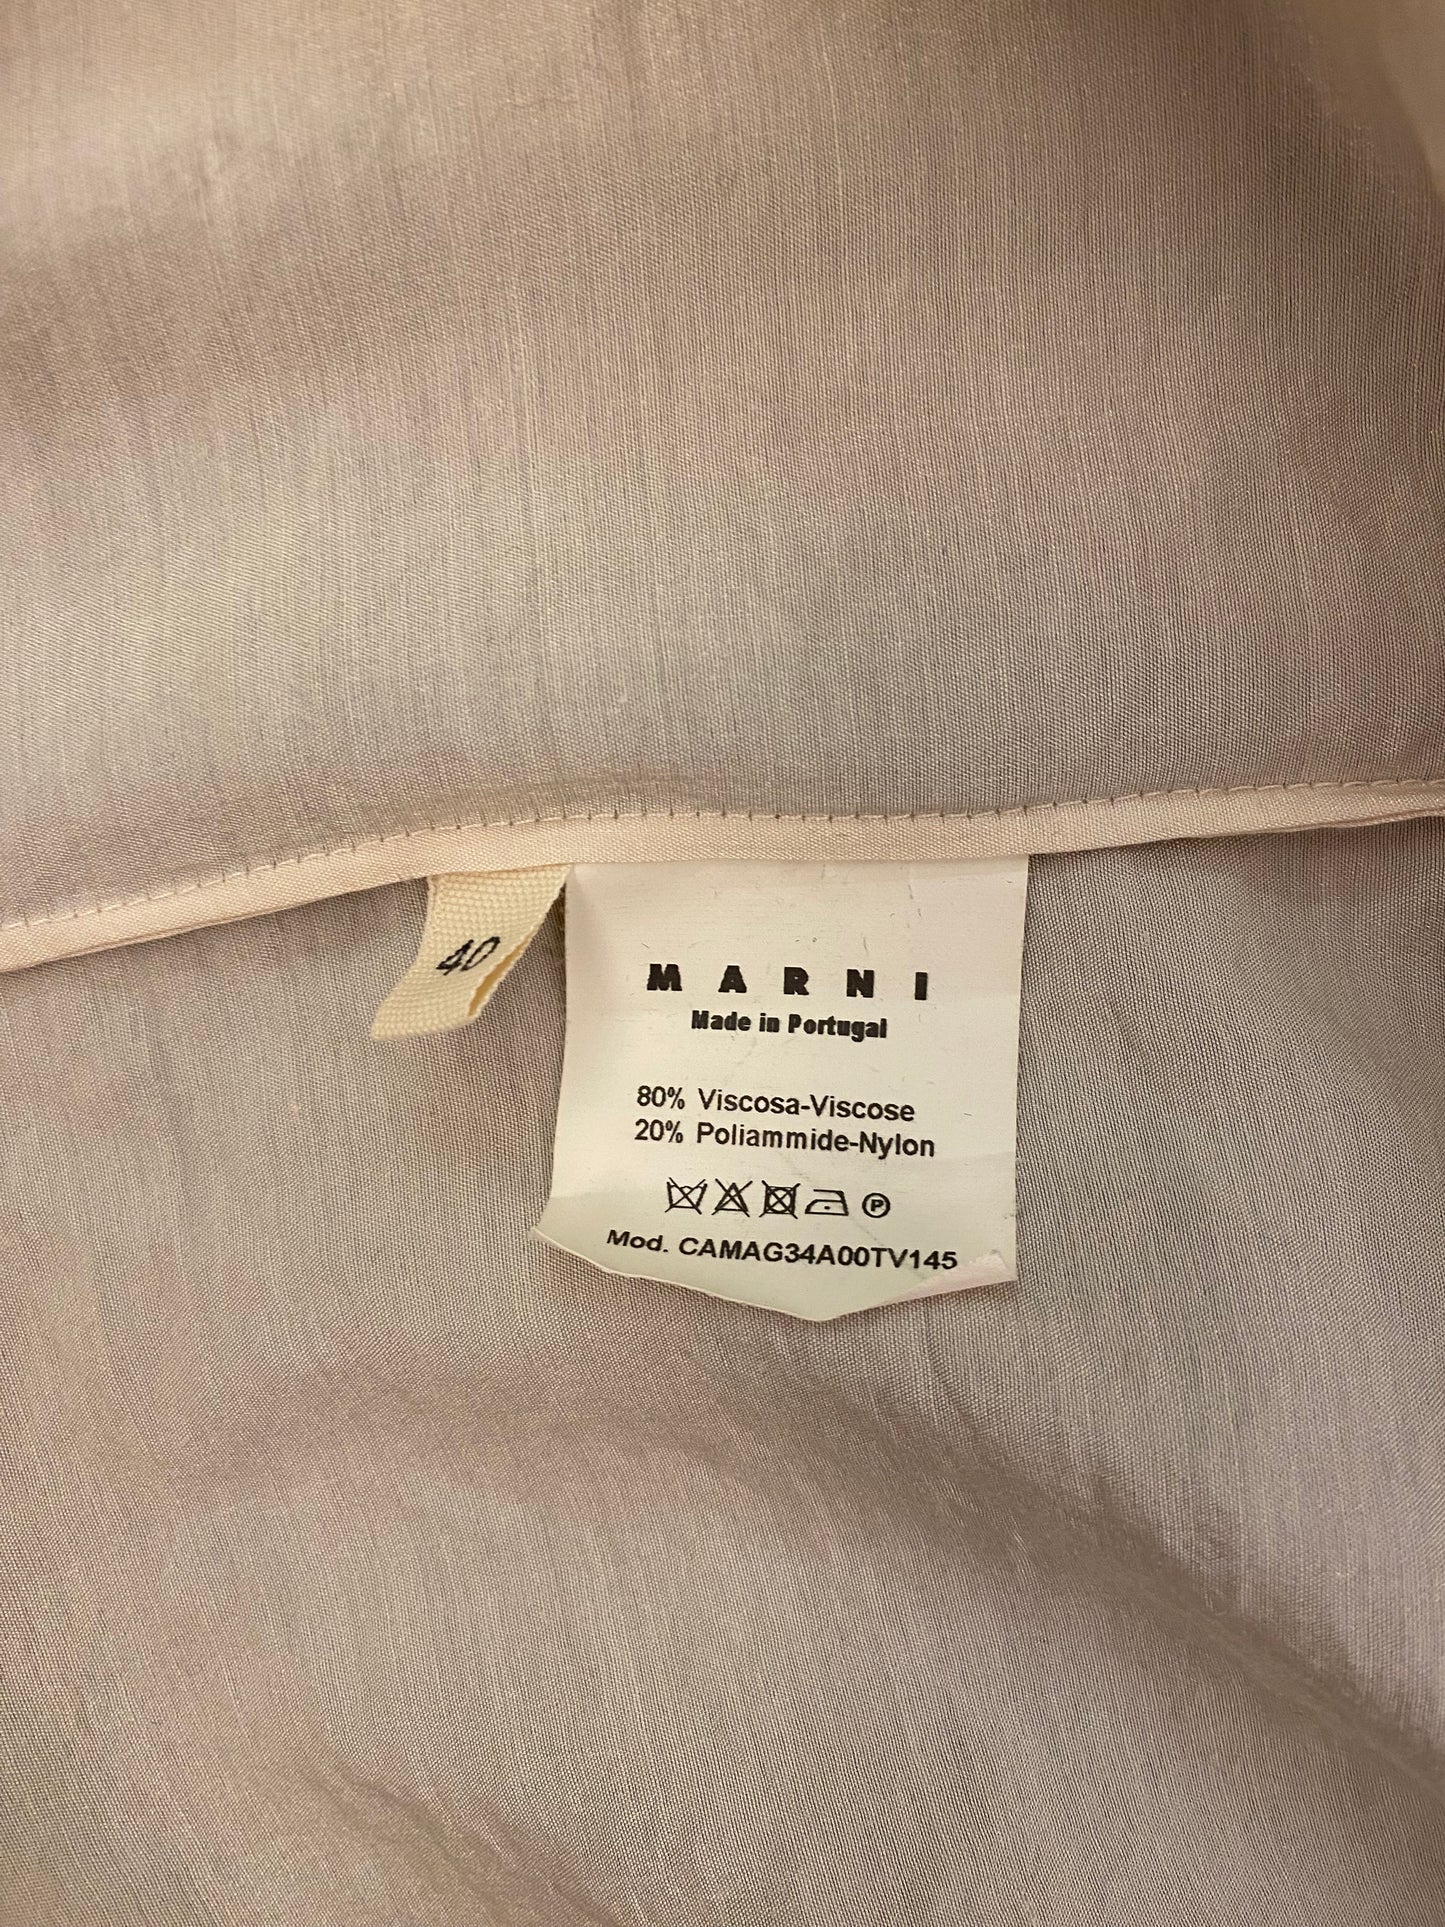 40
MARNI
Made in Portugal
80% Viscosa-Viscose
20% Poliammide-Nylon
P
Mod. CAMAG34A00TV145